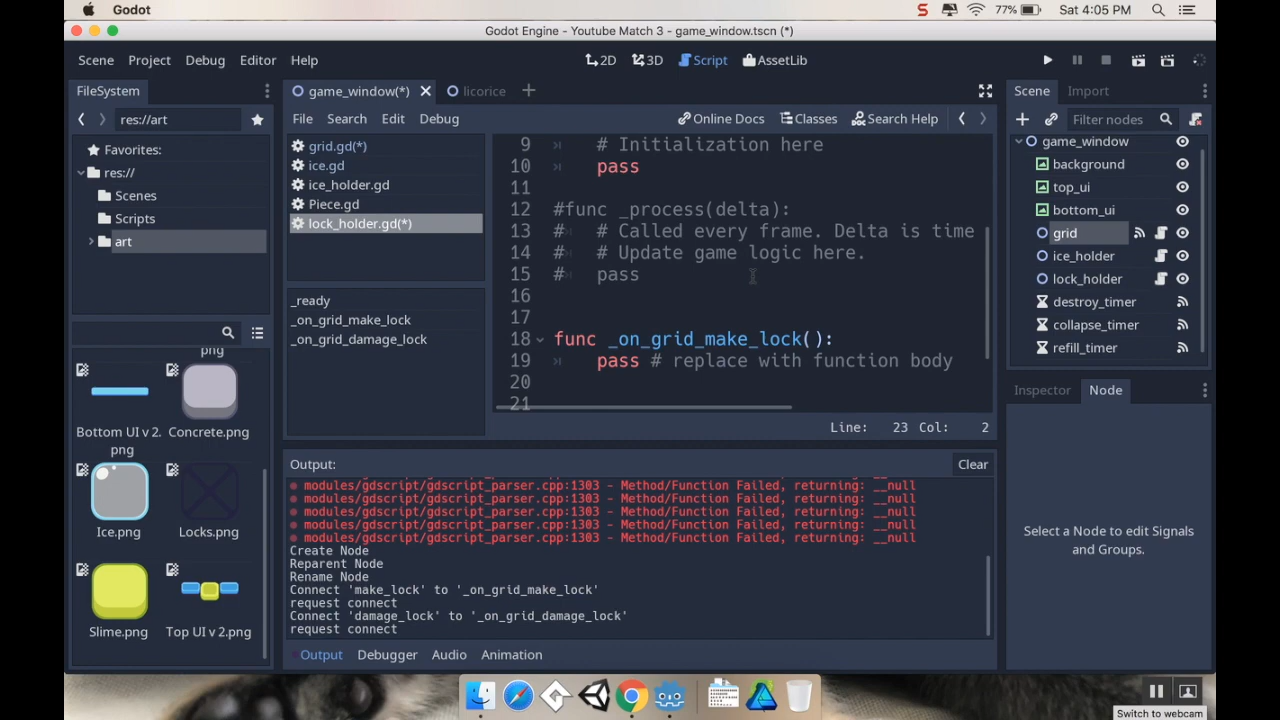 Godot
S 77% Sat 4:05 PM
Godot Engine - Youtube Match 3 - game_window.tscn (*)
Scene Project Debug Editor Help
2D 3D Script AssetLib
FileSystem
res://art
Favorites:
res://
Scenes
Scripts
art
png
Bottom UI v 2.
png
Concrete.png
Ice.png
Locks.png
Slime.png
Top UI v 2.png
game_window(*)
licorice
File Search Edit Debug
Online Docs Classes Search Help
grid.gd(*)
ice.gd
ice_holder.gd
Piece.gd
lock_holder.gd(*)
_ready
_on_grid_make_lock
_on_grid_damage_lock
9 # Initialization here
10 pass
11
12 #func _process(delta):
13 # # Called every frame. Delta is time
14 # # Update game logic here.
15 # pass
16
17
18 func _on_grid_make_lock():
19 pass # replace with function body
20
21
Line: 23 Col: 2
Output:
Clear
modules/gdscript/gdscript_parser.cpp:1303 - Method/Function Failed, returning: __null
modules/gdscript/gdscript_parser.cpp:1303 - Method/Function Failed, returning: __null
modules/gdscript/gdscript_parser.cpp:1303 - Method/Function Failed, returning: __null
modules/gdscript/gdscript_parser.cpp:1303 - Method/Function Failed, returning: __null
modules/gdscript/gdscript_parser.cpp:1303 - Method/Function Failed, returning: __null
Create Node
Reparent Node
Rename Node
Connect 'make_lock' to '_on_grid_make_lock'
request connect
Connect 'damage_lock' to '_on_grid_damage_lock'
request connect
Output Debugger Audio Animation
Scene Import
Filter nodes
game_window
background
top_ui
bottom_ui
grid
ice_holder
lock_holder
destroy_timer
collapse_timer
refill_timer
Inspector Node
Select a Node to edit Signals
and Groups.
Switch to webcam